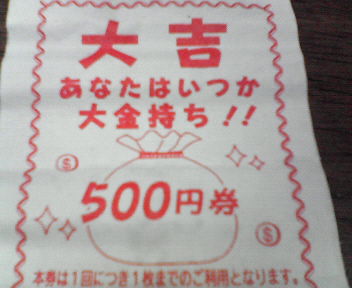 大吉
あなたはいつか
大金持ち!!
$
500円券
$
本券は1回につき1枚までのご利用となります。